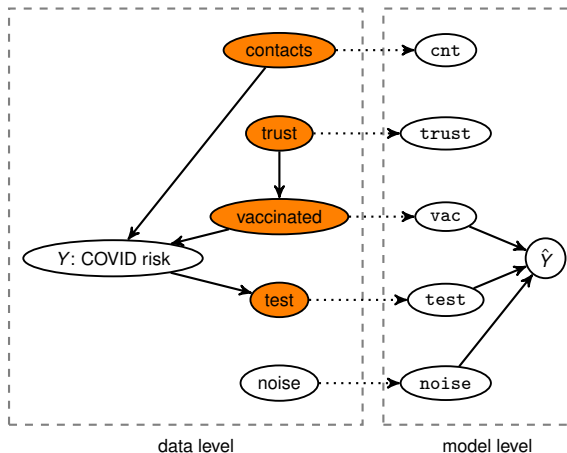 contacts
cnt
trust
trust
vaccinated
vac
Y: COVID risk
Ŷ
test
test
noise
noise
data level
model level